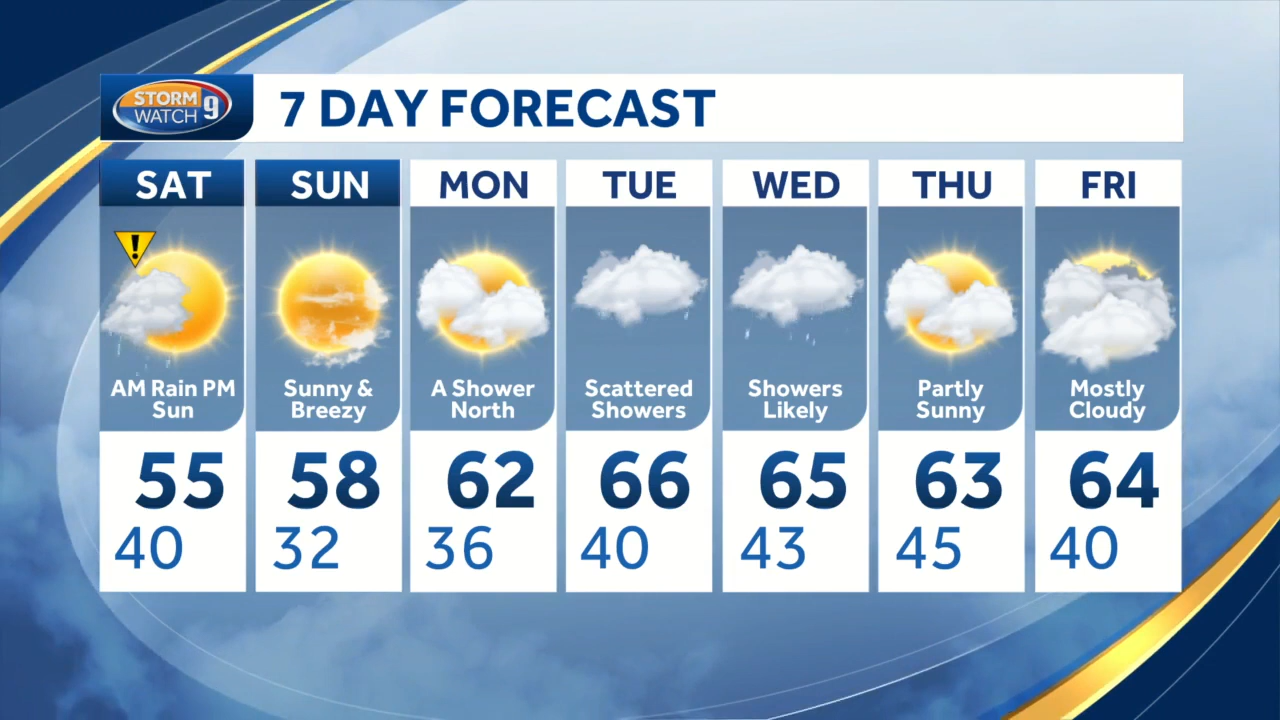 STORM
WATCH 9
7 DAY FORECAST
SAT
SUN
MON
TUE
WED
THU
FRI
!
AM Rain PM
Sun
Sunny &
Breezy
A Shower
North
Scattered
Showers
Showers
Likely
Partly
Sunny
Mostly
Cloudy
55
58
62
66
65
63
64
40
32
36
40
43
45
40